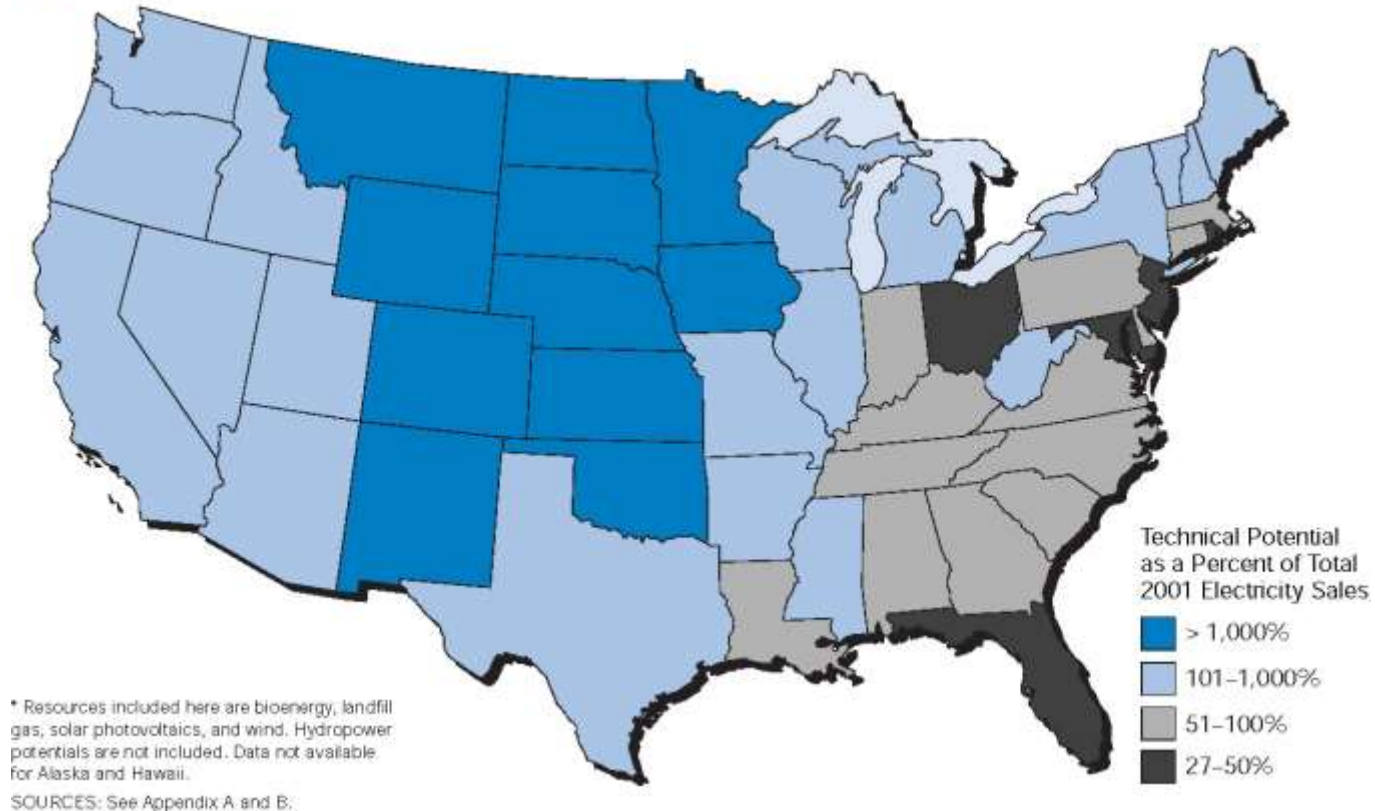 Technical Potential
as a Percent of Total
2001 Electricity Sales
> 1,000%
101–1,000%
51–100%
27–50%
* Resources included here are bioenergy, landfill
gas, solar photovoltaics, and wind. Hydropower
potentials are not included. Data not available
for Alaska and Hawaii.
SOURCES: See Appendix A and B.